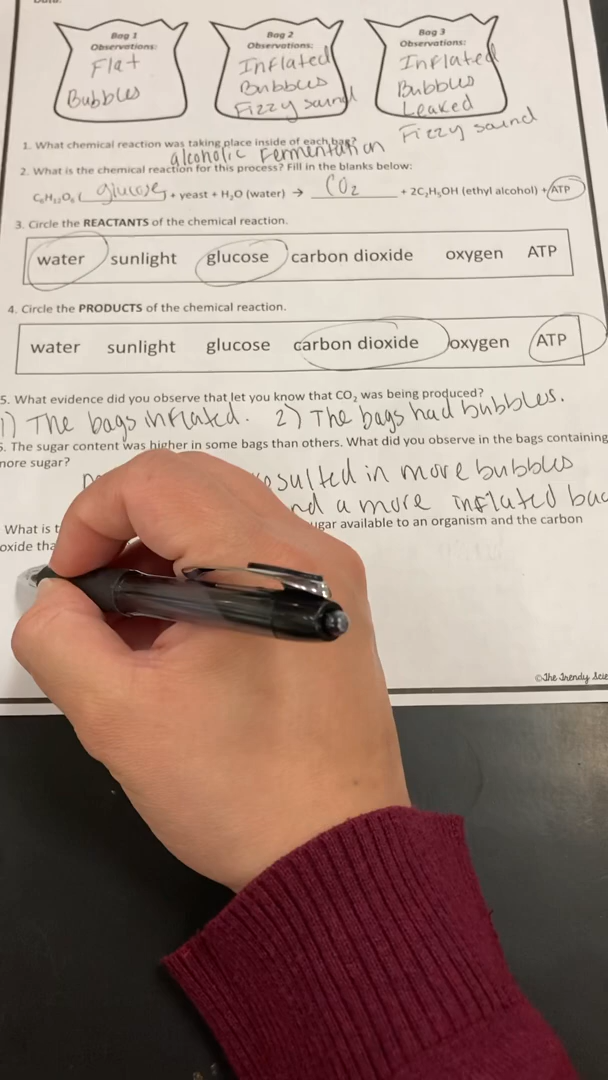 Bag 1
Observations:
Flat
Bubbles
Bag 2
Observations:
Inflated
Bubbles
Fizzy sound
Bag 3
Observations:
Inflated
Bubbles
Leaked
Fizzy sound
1. What chemical reaction was taking place inside of each bag?
alcoholic Fermentation
2. What is the chemical reaction for this process? Fill in the blanks below:
C₆H₁₂O₆ ( glucose + yeast + H₂O (water) → CO₂ + 2C₂H₅OH (ethyl alcohol) + ATP
3. Circle the REACTANTS of the chemical reaction.
water sunlight glucose carbon dioxide oxygen ATP
4. Circle the PRODUCTS of the chemical reaction.
water sunlight glucose carbon dioxide oxygen ATP
5. What evidence did you observe that let you know that CO₂ was being produced?
1) The bags inflated. 2) The bags had bubbles.
. The sugar content was higher in some bags than others. What did you observe in the bags containing
more sugar?
in more bubbles
a more inflated
What is
available to an organism and the carbon
©The Trendy Scie